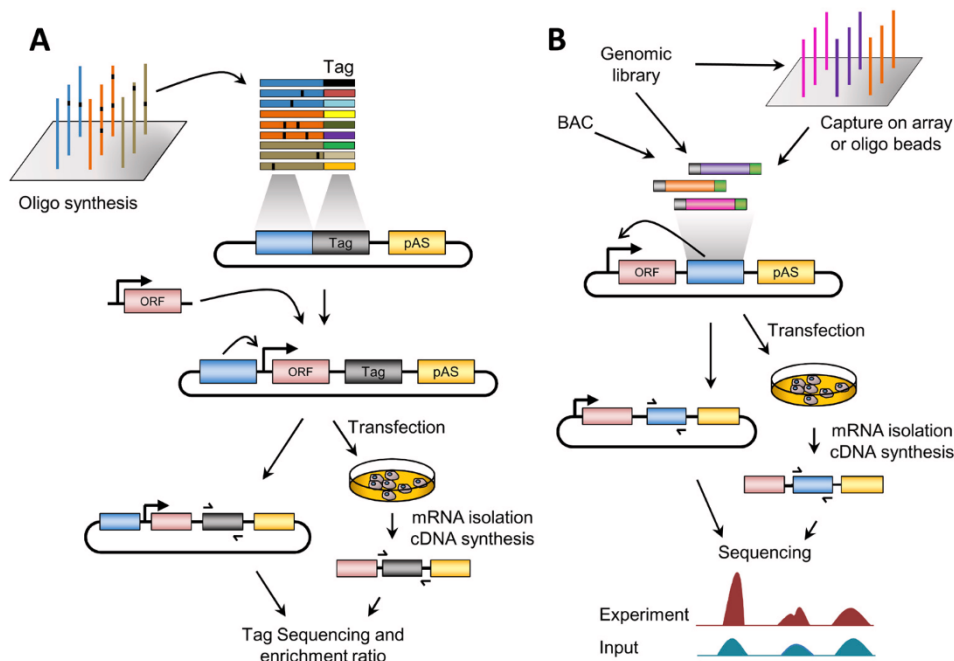 A
Tag
Oligo synthesis
Tag
pAS
ORF
ORF
Tag
pAS
Transfection
mRNA isolation
cDNA synthesis
Tag Sequencing and
enrichment ratio
B
Genomic
library
BAC
Capture on array
or oligo beads
ORF
pAS
Transfection
mRNA isolation
cDNA synthesis
Sequencing
Experiment
Input